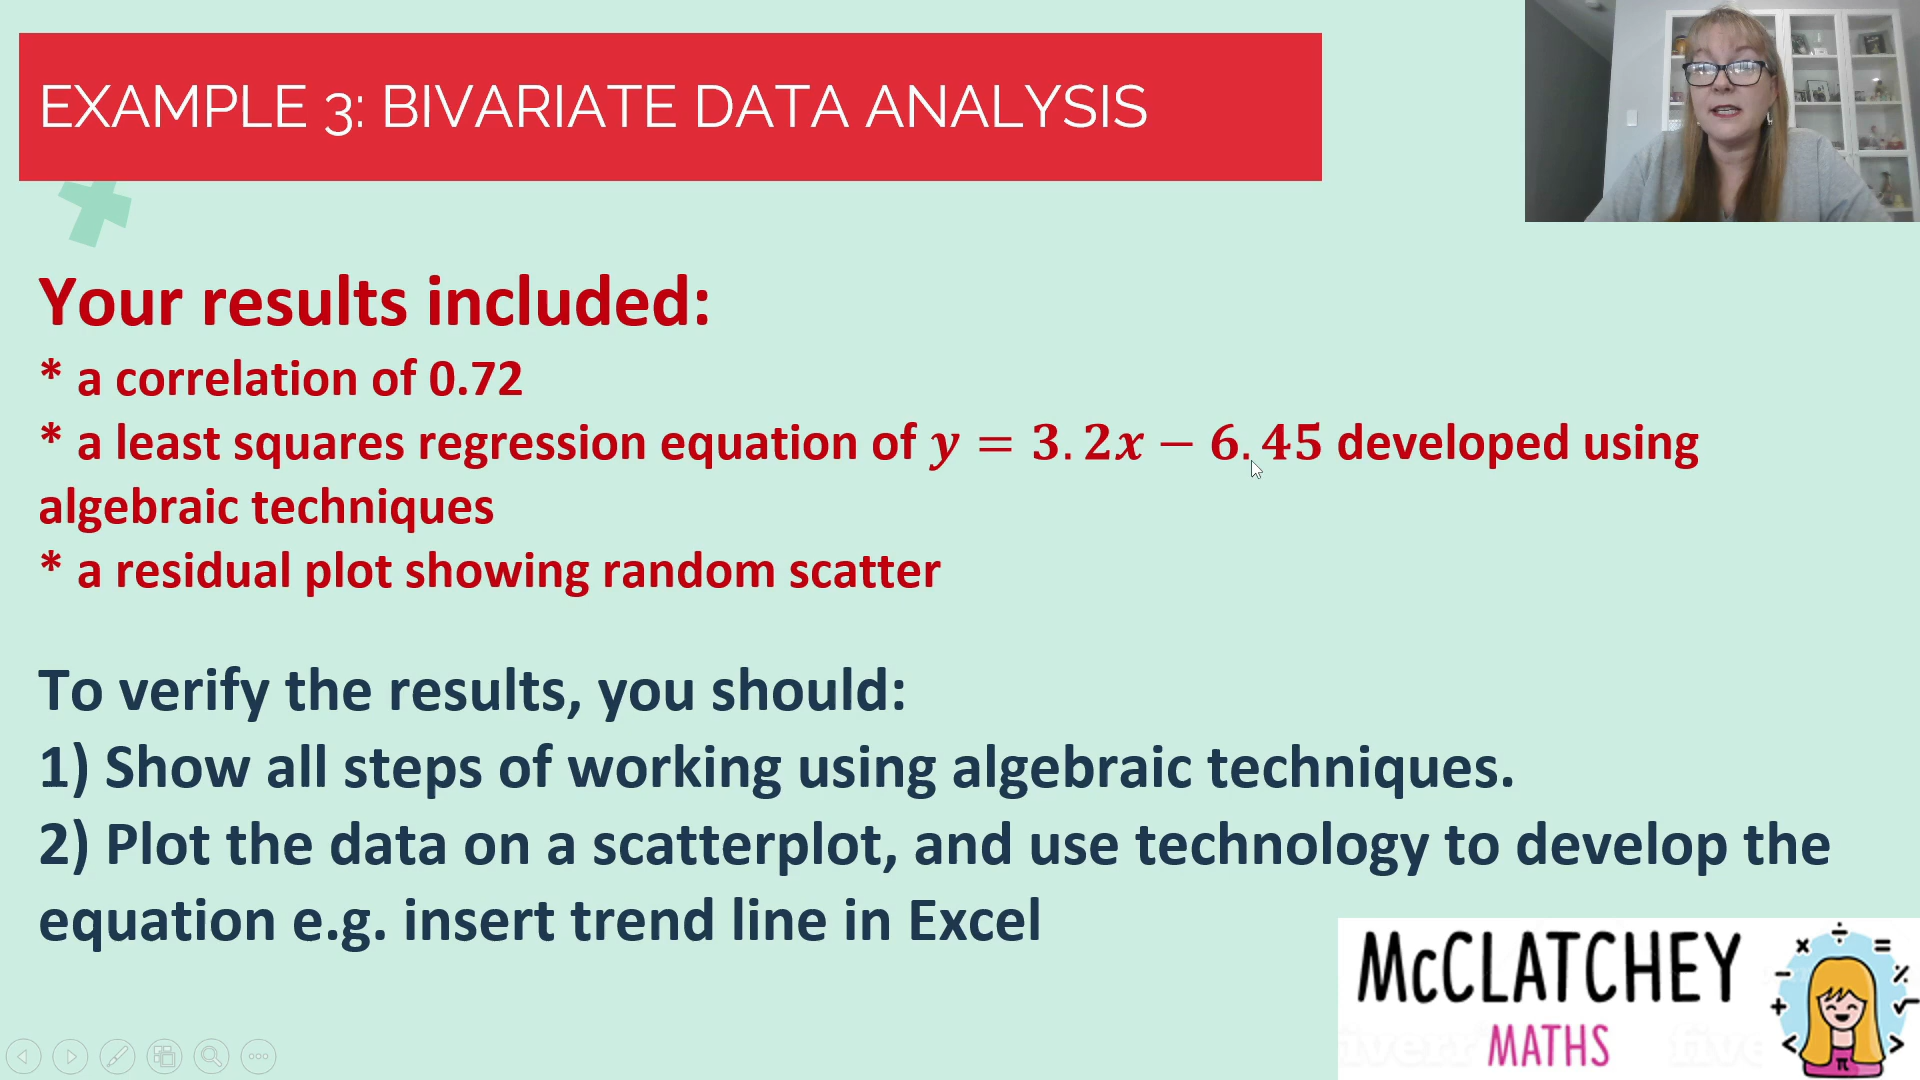 EXAMPLE 3: BIVARIATE DATA ANALYSIS
Your results included:
* a correlation of 0.72
* a least squares regression equation of y = 3.2x − 6.45 developed using
algebraic techniques
* a residual plot showing random scatter
To verify the results, you should:
1) Show all steps of working using algebraic techniques.
2) Plot the data on a scatterplot, and use technology to develop the
equation e.g. insert trend line in Excel
McCLATCHEY
MATHS